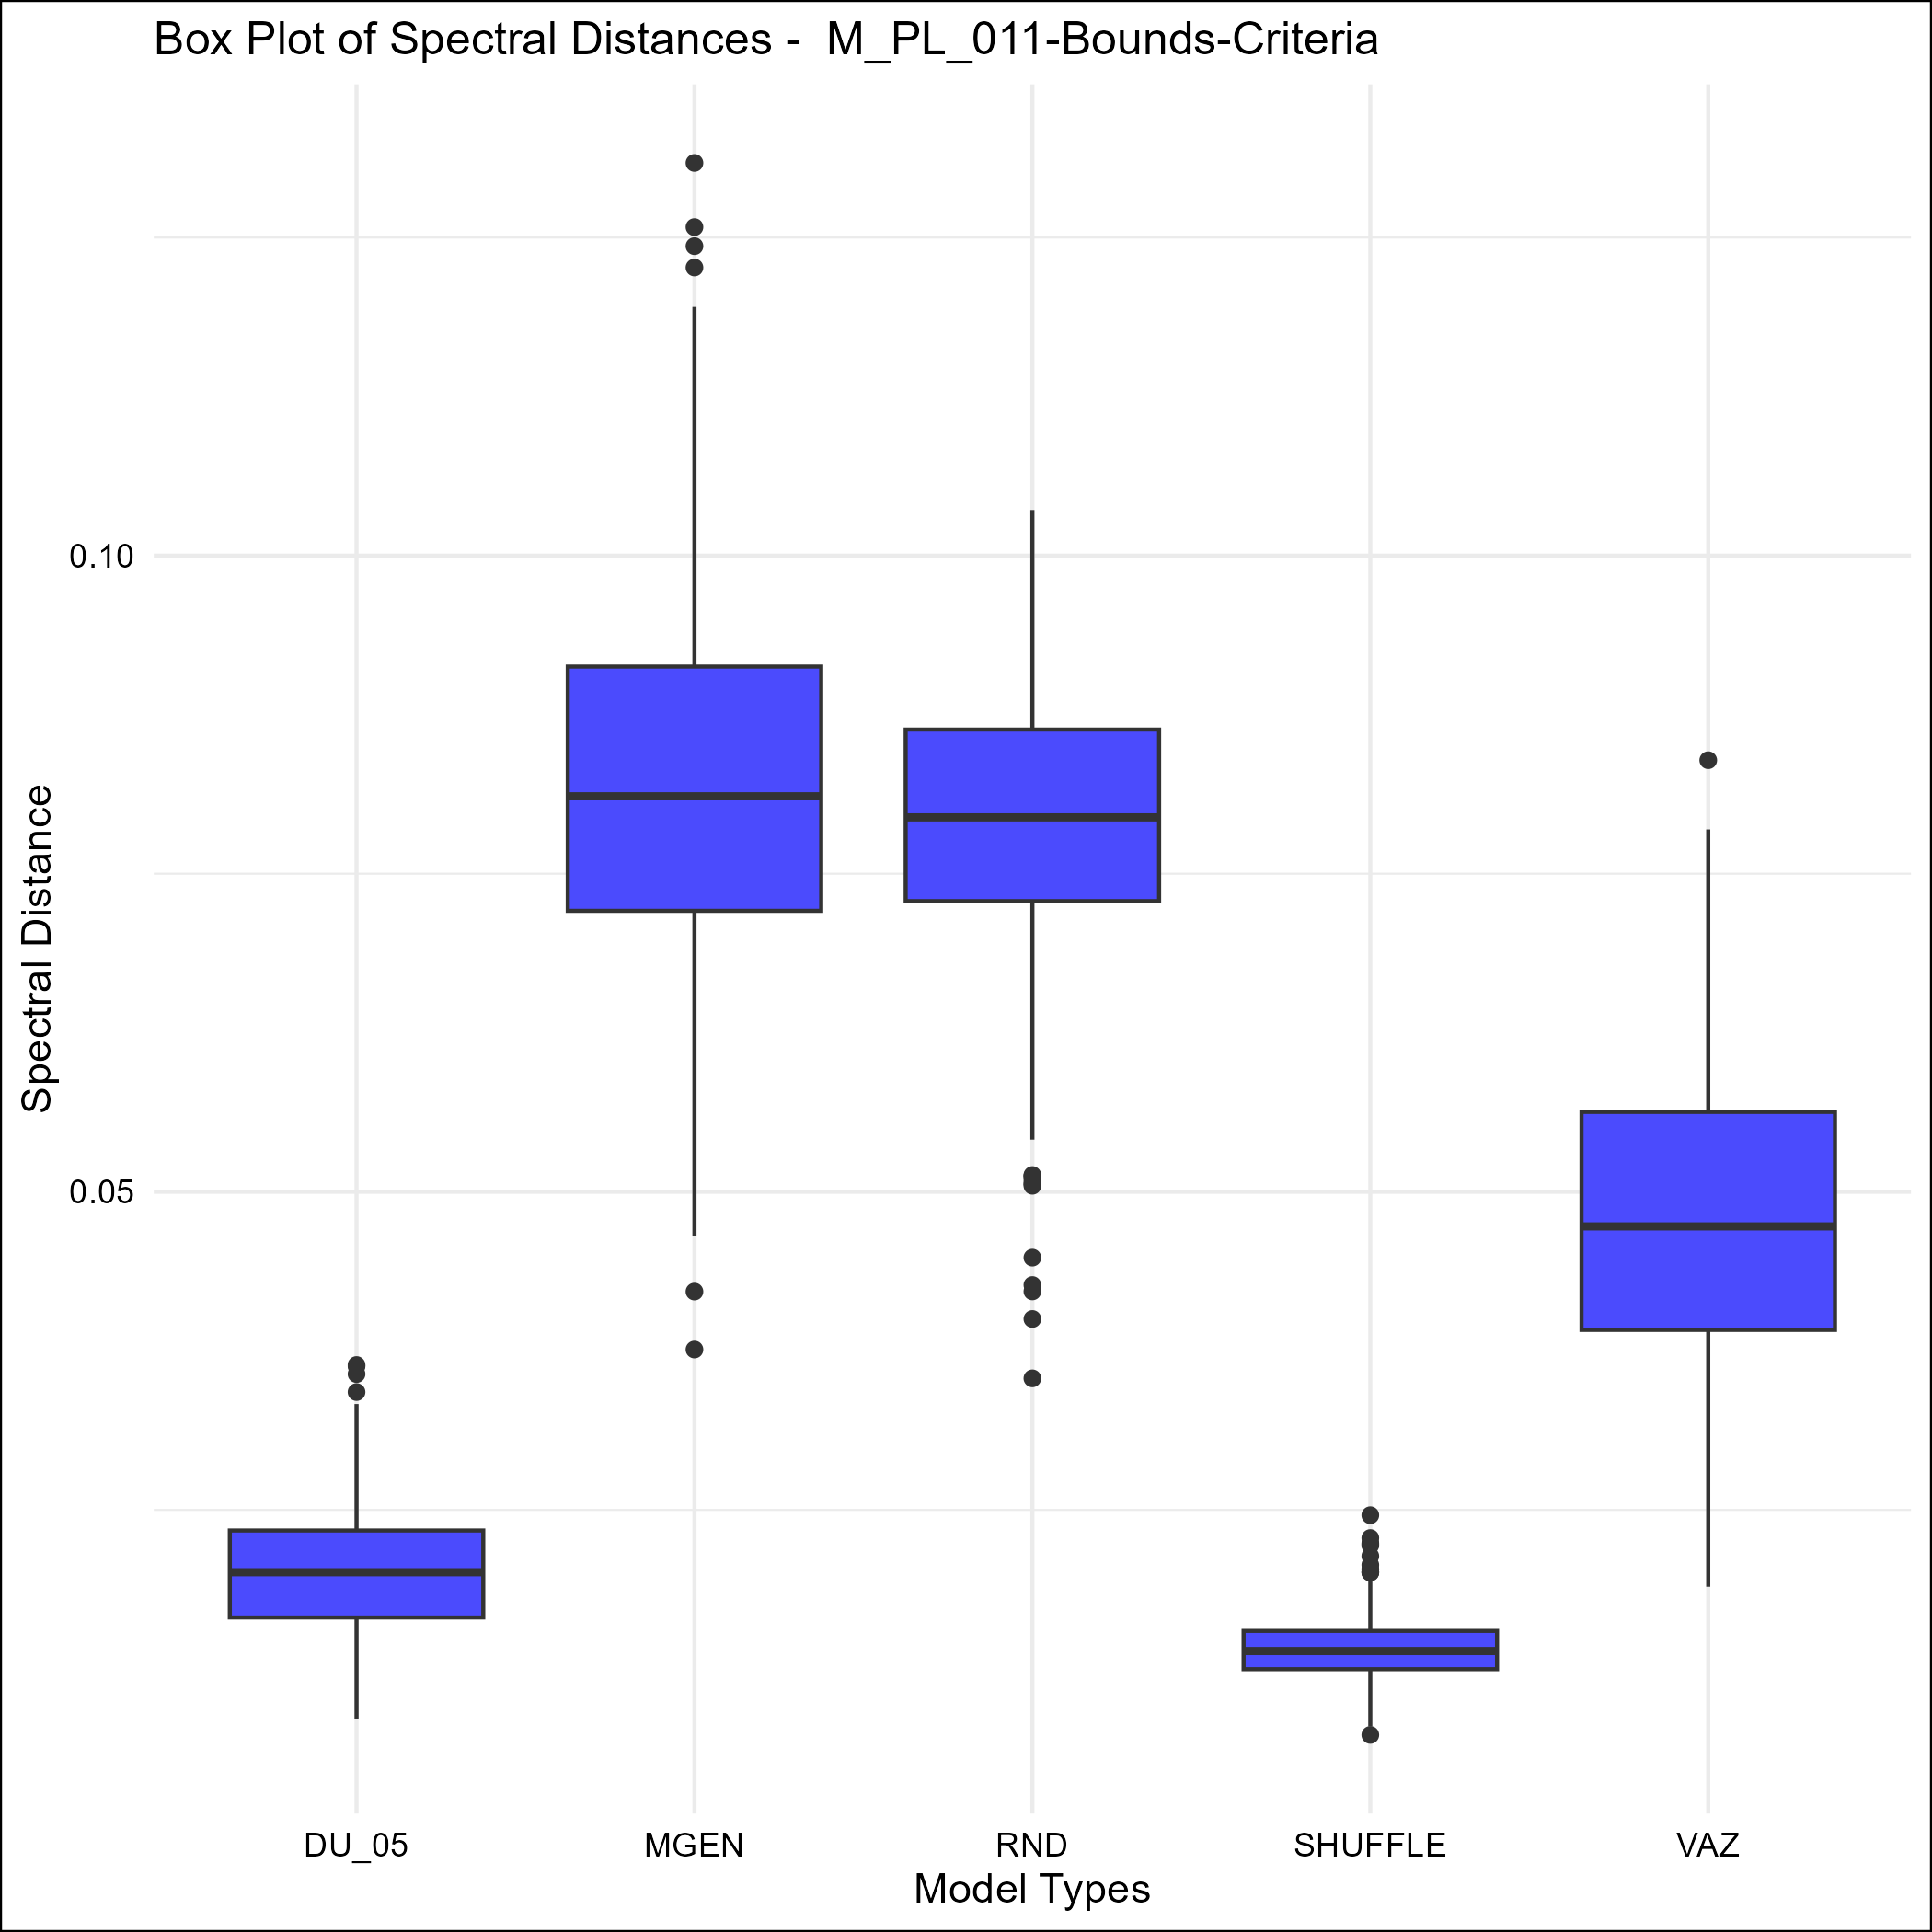 Box Plot of Spectral Distances -  M_PL_011-Bounds-Criteria
0.10
0.05
Spectral Distance
DU_05
MGEN
RND
SHUFFLE
VAZ
Model Types